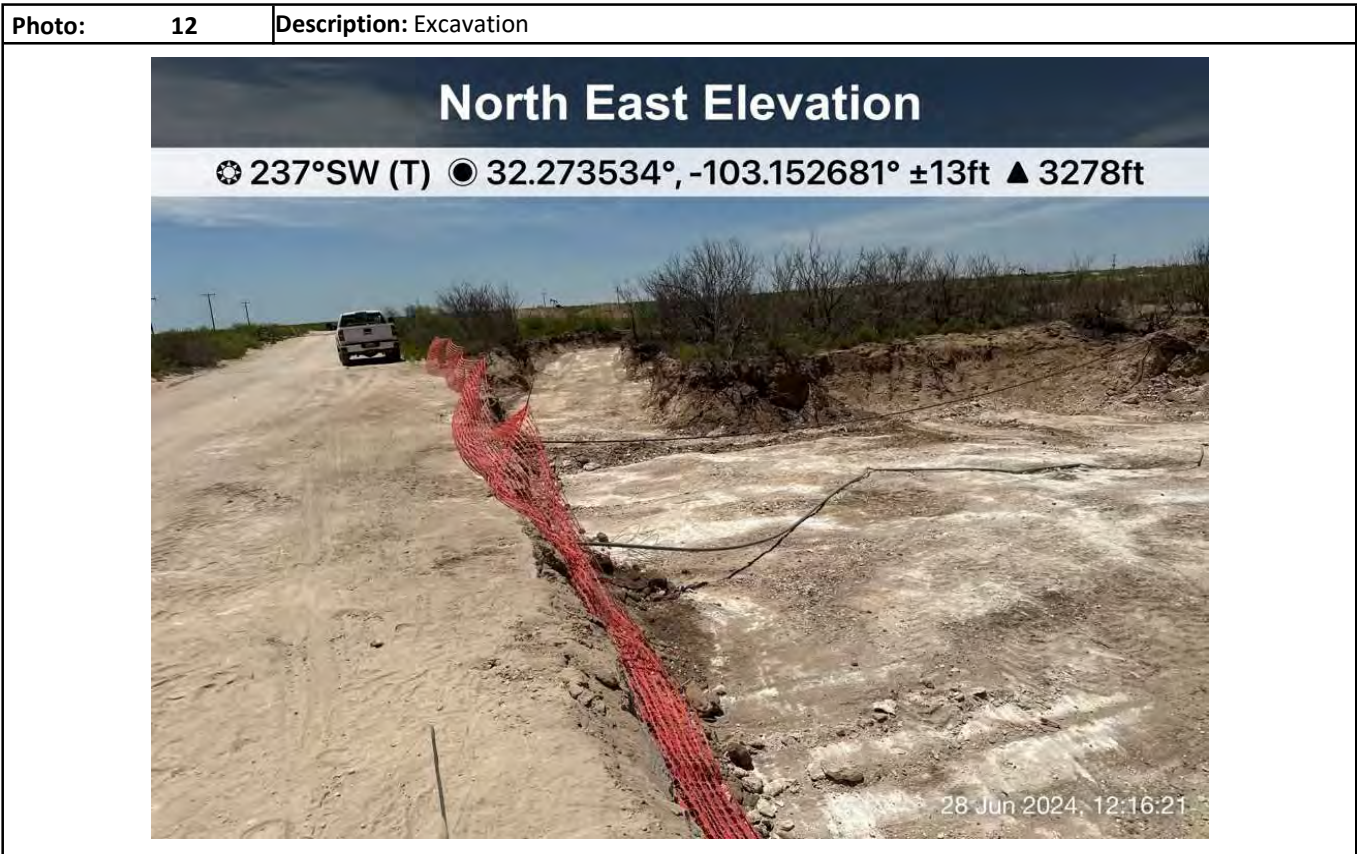 Photo: 12 Description: Excavation
North East Elevation
237°SW (T) 32.273534°, -103.152681° ±13ft ▲ 3278ft
28 Jun 2024, 12:16:21